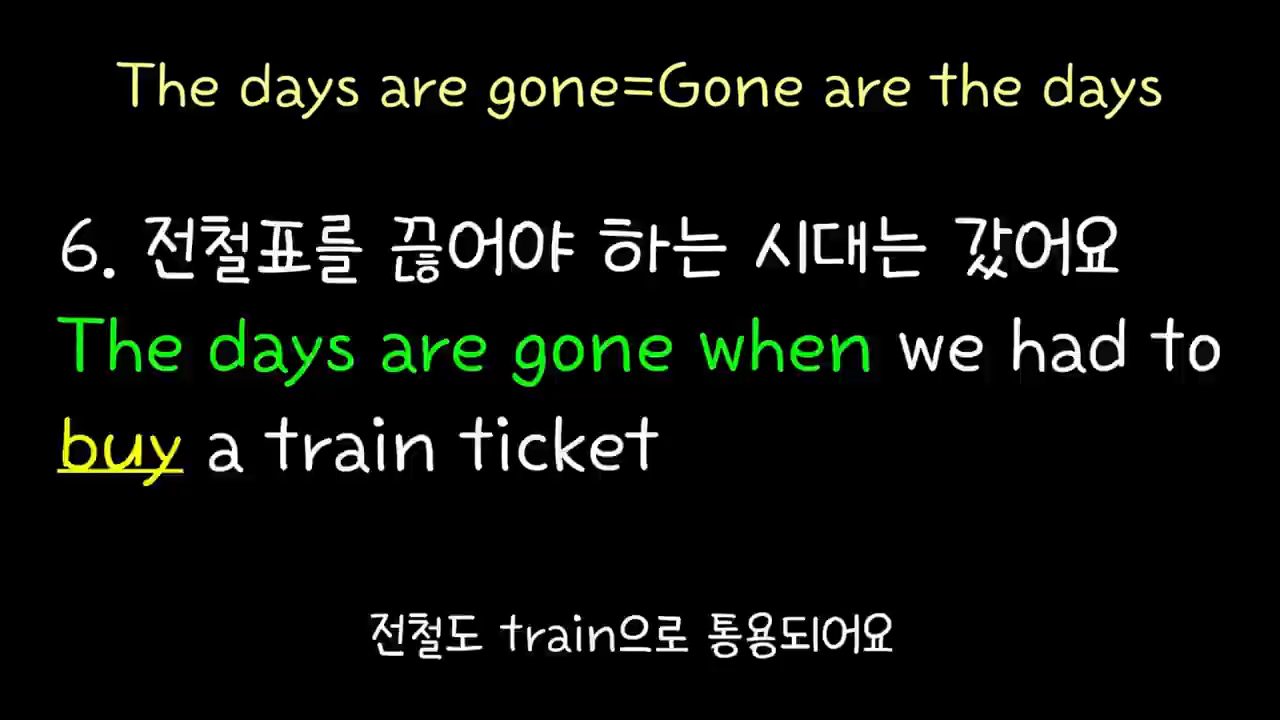 The days are gone=Gone are the days
6. 전철표를 끊어야 하는 시대는 갔어요
The days are gone when we had to
buy a train ticket
전철도 train으로 통용되어요